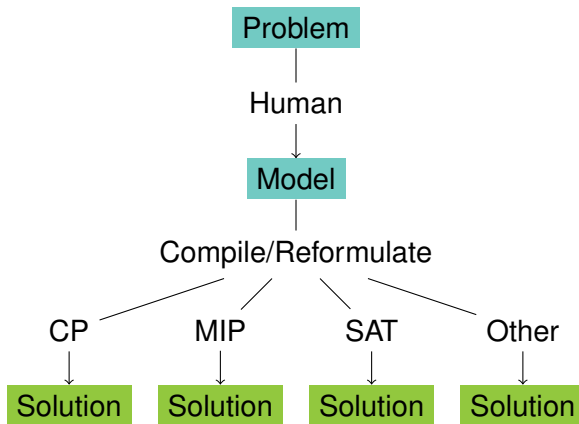 Problem
Human
Model
Compile/Reformulate
CP MIP SAT Other
Solution Solution Solution Solution